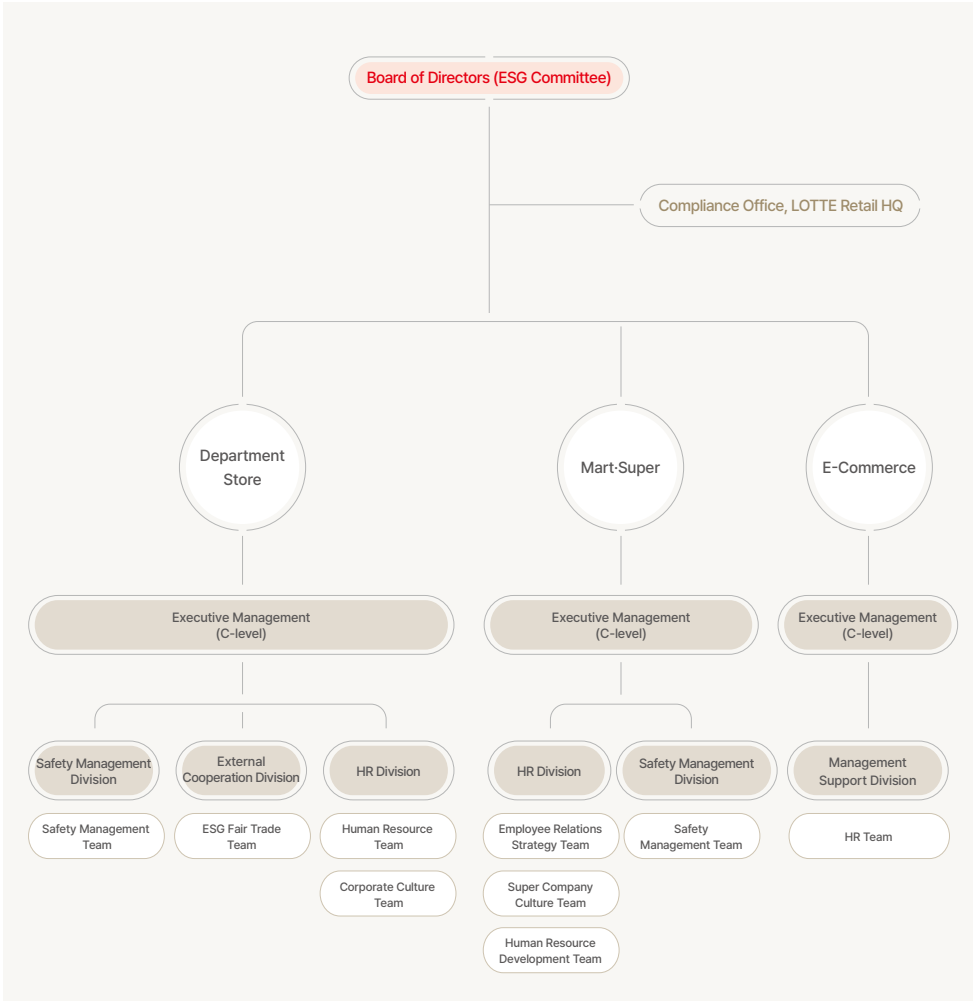 Board of Directors (ESG Committee)
Compliance Office, LOTTE Retail HQ
Department
Store
Mart·Super
E-Commerce
Executive Management
(C-level)
Executive Management
(C-level)
Executive Management
(C-level)
Safety Management
Division
External
Cooperation Division
HR Division
HR Division
Safety Management
Division
Management
Support Division
Safety Management
Team
ESG Fair Trade
Team
Human Resource
Team
Employee Relations
Strategy Team
Safety
Management Team
HR Team
Corporate Culture
Team
Super Company
Culture Team
Human Resource
Development Team